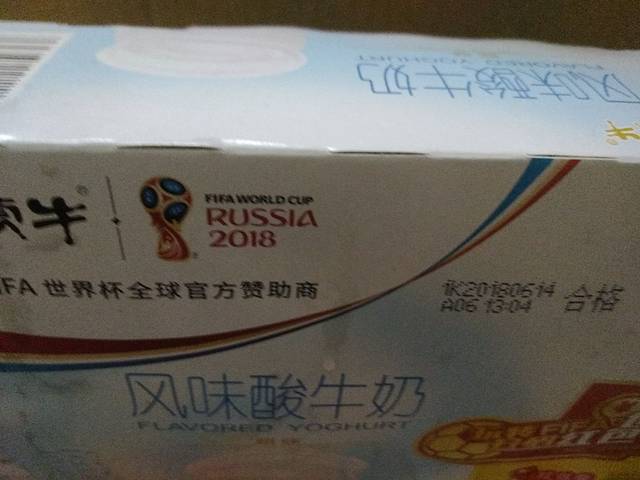 风味酸牛奶
FLAVORED YOGHURT
牛
FIFA WORLD CUP
RUSSIA
2018
FA 世界杯全球官方赞助商
1K20180614
A06 13:04
合格
风味酸牛奶
FLAVORED YOGHURT